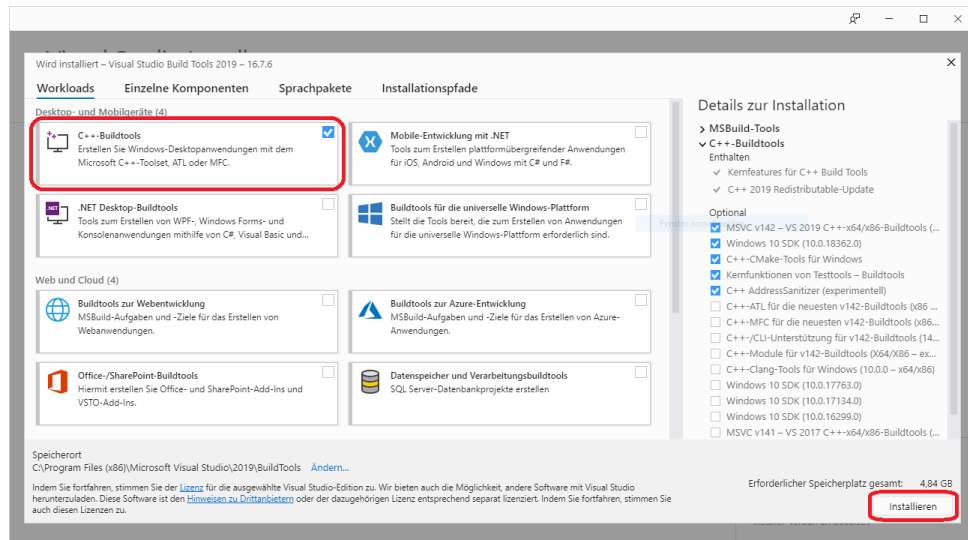 Wird installiert – Visual Studio Build Tools 2019 – 16.7.6
Workloads Einzelne Komponenten Sprachpakete Installationspfade
Desktop- und Mobilgeräte (4)
C++-Buildtools
Erstellen Sie Windows-Desktopanwendungen mit dem
Microsoft C++-Toolset, ATL oder MFC.
Mobile-Entwicklung mit .NET
Tools zum Erstellen plattformübergreifender Anwendungen
für iOS, Android und Windows mit C# und F#.
.NET
.NET Desktop-Buildtools
Tools zum Erstellen von WPF-, Windows Forms- und
Konsolenanwendungen mithilfe von C#, Visual Basic und...
Buildtools für die universelle Windows-Plattform
Stellt die Tools bereit, die zum Erstellen von Anwendungen
für die universelle Windows-Plattform erforderlich sind.
Web und Cloud (4)
Buildtools zur Webentwicklung
MSBuild-Aufgaben und -Ziele für das Erstellen von
Webanwendungen.
Buildtools zur Azure-Entwicklung
MSBuild-Aufgaben und -Ziele für das Erstellen von Azure-
Anwendungen.
Office-/SharePoint-Buildtools
Hiermit erstellen Sie Office- und SharePoint-Add-Ins und
VSTO-Add-Ins.
Datenspeicher und Verarbeitungsbuildtools
SQL Server-Datenbankprojekte erstellen
Details zur Installation
MSBuild-Tools
C++-Buildtools
Enthalten
Kernfeatures für C++ Build Tools
C++ 2019 Redistributable-Update
Optional
MSVC v142 – VS 2019 C++-x64/x86-Buildtools (...
Windows 10 SDK (10.0.18362.0)
C++-CMake-Tools für Windows
Kernfunktionen von Testtools – Buildtools
C++ AddressSanitizer (experimentell)
C++-ATL für die neuesten v142-Buildtools (x86 ...
C++-MFC für die neuesten v142-Buildtools (x86...
C++-/CLI-Unterstützung für v142-Buildtools (14...
C++-Module für v142-Buildtools (X64/X86 – ex...
C++-Clang-Tools für Windows (10.0.0 – x64/x86)
Windows 10 SDK (10.0.17763.0)
Windows 10 SDK (10.0.17134.0)
Windows 10 SDK (10.0.16299.0)
MSVC v141 – VS 2017 C++-x64/x86-Buildtools (...
Fenster
Speicherort
C:\Program Files (x86)\Microsoft Visual Studio\2019\BuildTools Ändern...
Indem Sie fortfahren, stimmen Sie der Lizenz für die ausgewählte Visual Studio-Edition zu. Wir bieten auch die Möglichkeit, andere Software mit Visual Studio
herunterzuladen. Diese Software ist den Hinweisen zu Drittanbietern oder der dazugehörigen Lizenz entsprechend separat lizenziert. Indem Sie fortfahren, stimmen Sie
auch diesen Lizenzen zu.
Erforderlicher Speicherplatz gesamt: 4,84 GB
Installieren